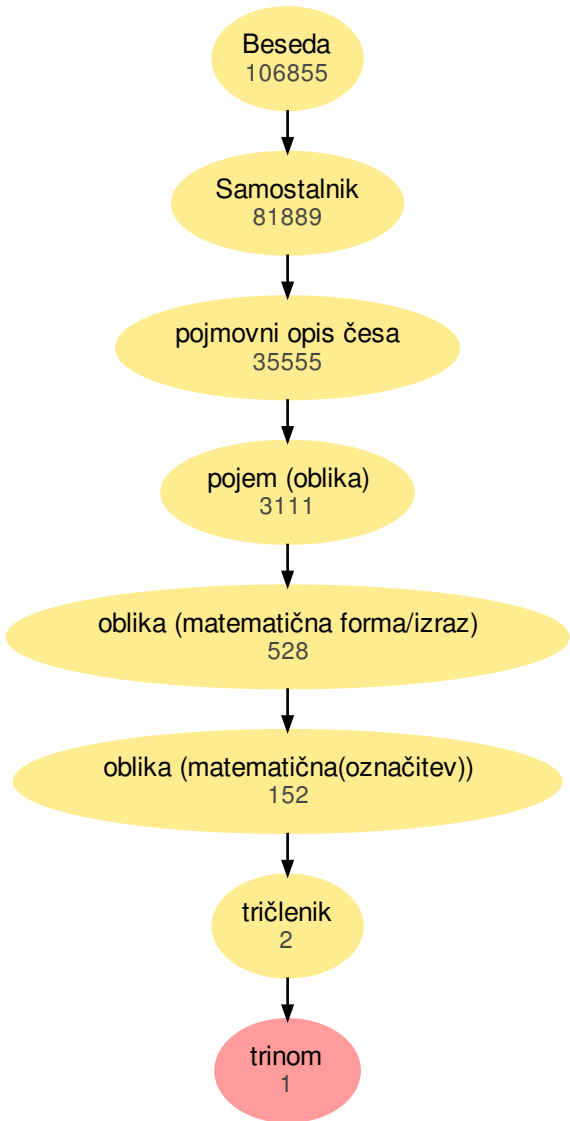 Beseda
106855
Samostalnik
81889
pojmovni opis česa
35555
pojem (oblika)
3111
oblika (matematična forma/izraz)
528
oblika (matematična(označitev))
152
tričlenik
2
trinom
1